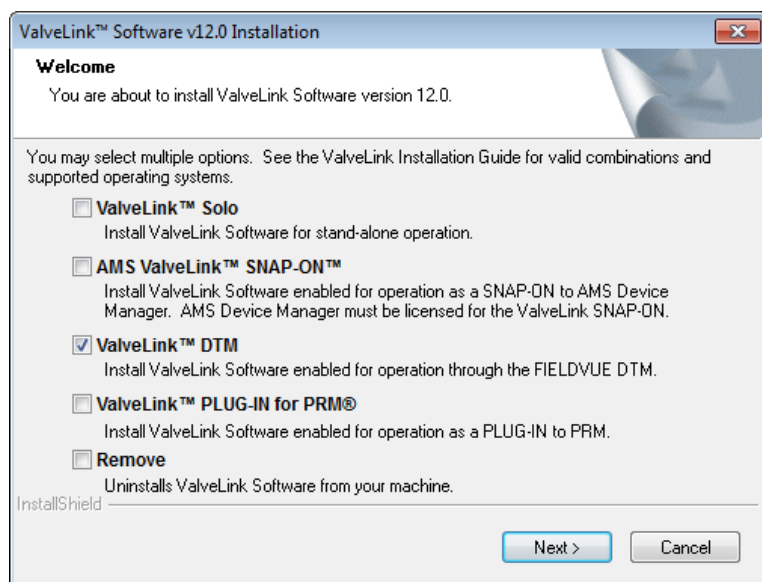 ValveLink™ Software v12.0 Installation
Welcome
You are about to install ValveLink Software version 12.0.
You may select multiple options. See the ValveLink Installation Guide for valid combinations and
supported operating systems.
ValveLink™ Solo
Install ValveLink Software for stand-alone operation.
AMS ValveLink™ SNAP-ON™
Install ValveLink Software enabled for operation as a SNAP-ON to AMS Device
Manager. AMS Device Manager must be licensed for the ValveLink SNAP-ON.
ValveLink™ DTM
Install ValveLink Software enabled for operation through the FIELDVUE DTM.
ValveLink™ PLUG-IN for PRM®
Install ValveLink Software enabled for operation as a PLUG-IN to PRM.
Remove
Uninstalls ValveLink Software from your machine.
InstallShield
Next >
Cancel